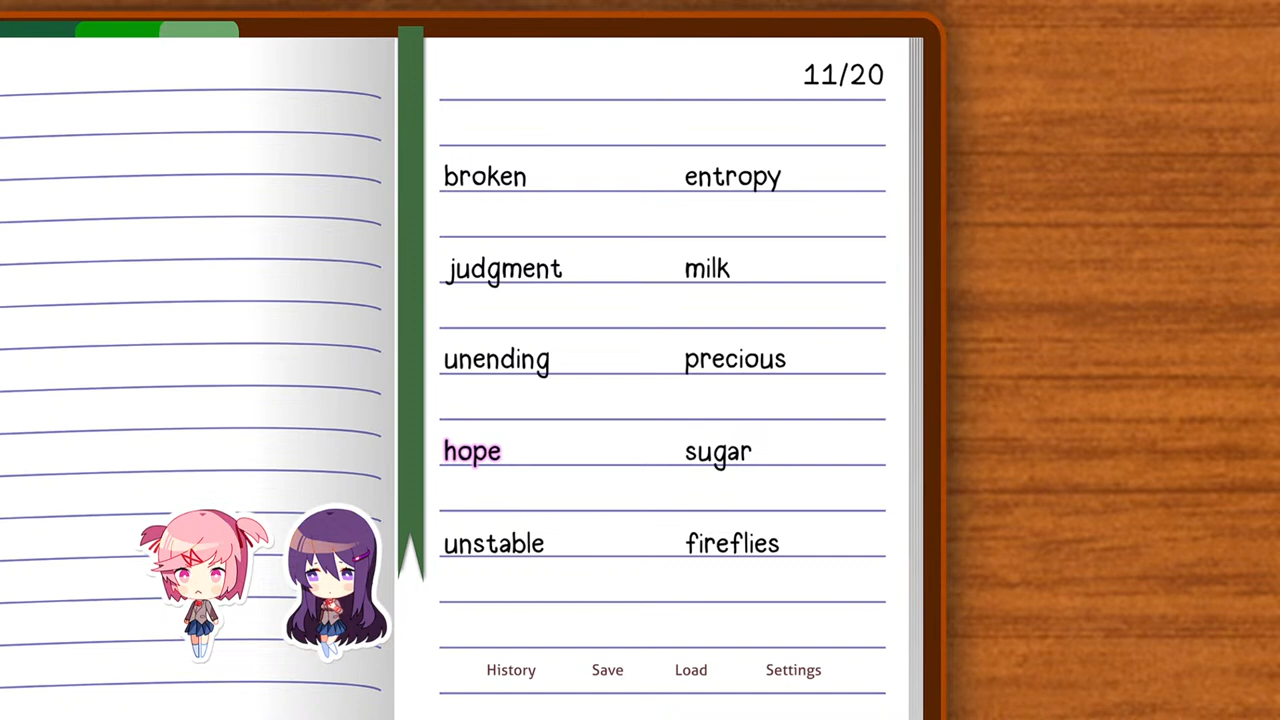 11/20
broken entropy
judgment milk
unending precious
hope sugar
unstable fireflies
History Save Load Settings